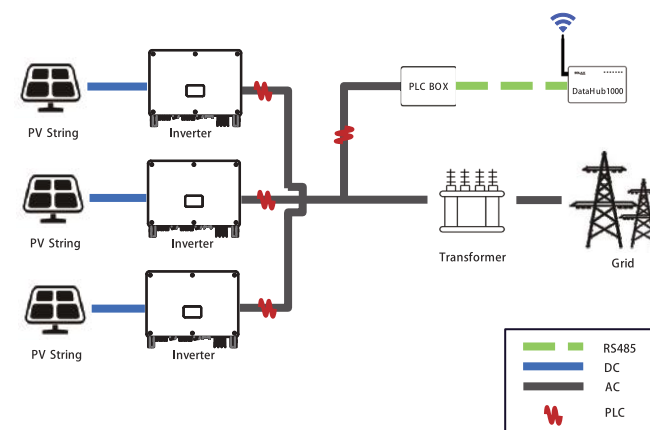 PV String
Inverter
PLC BOX
DataHub1000
PV String
Inverter
Transformer
Grid
PV String
Inverter
RS485
DC
AC
PLC